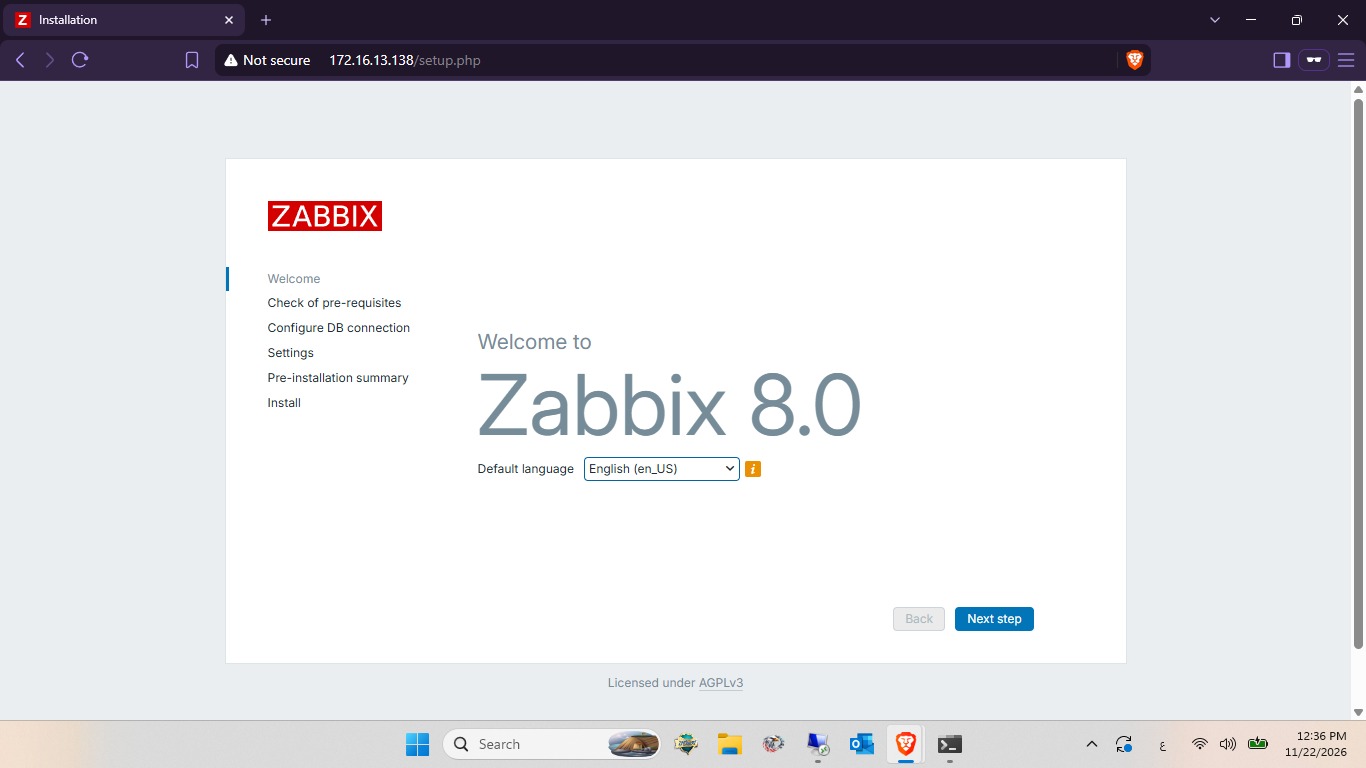 Installation
Not secure 172.16.13.138/setup.php
ZABBIX
Welcome
Check of pre-requisites
Configure DB connection
Settings
Pre-installation summary
Install
Welcome to
Zabbix 8.0
Default language English (en_US)
Back Next step
Licensed under AGPLv3
Search
ع
12:36 PM
11/22/2026